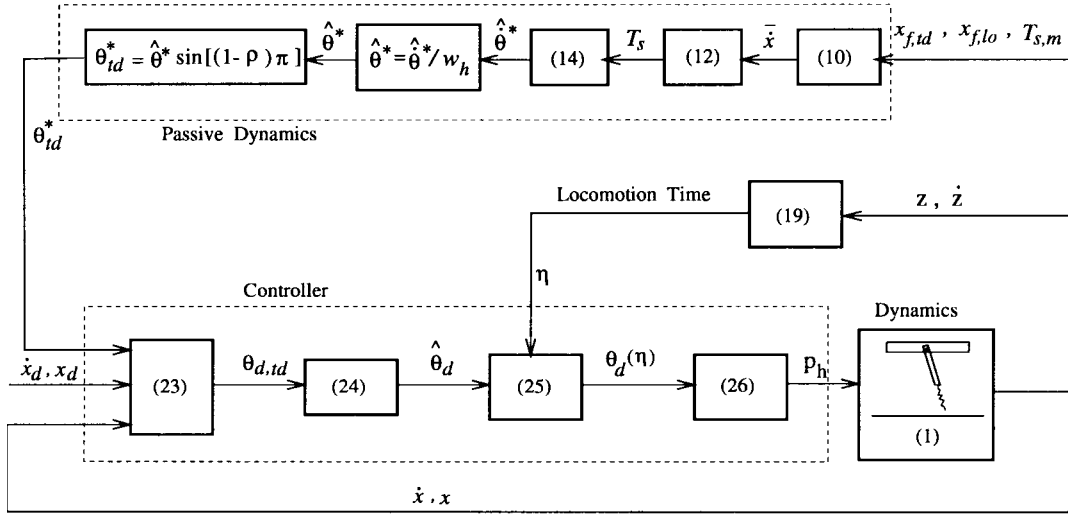 θ*td = θ̂* sin[(1-ρ)π]
θ̂*
θ̂* = θ̇̂*/wh
θ̇̂*
(14)
Ts
(12)
x̄̇
(10)
xf,td , xf,lo , Ts,m
Passive Dynamics
θ*td
Locomotion Time
(19)
z , ż
η
Controller
Dynamics
ẋd, xd
(23)
θd,td
(24)
θ̂d
(25)
θd(η)
(26)
ph
(1)
ẋ, x